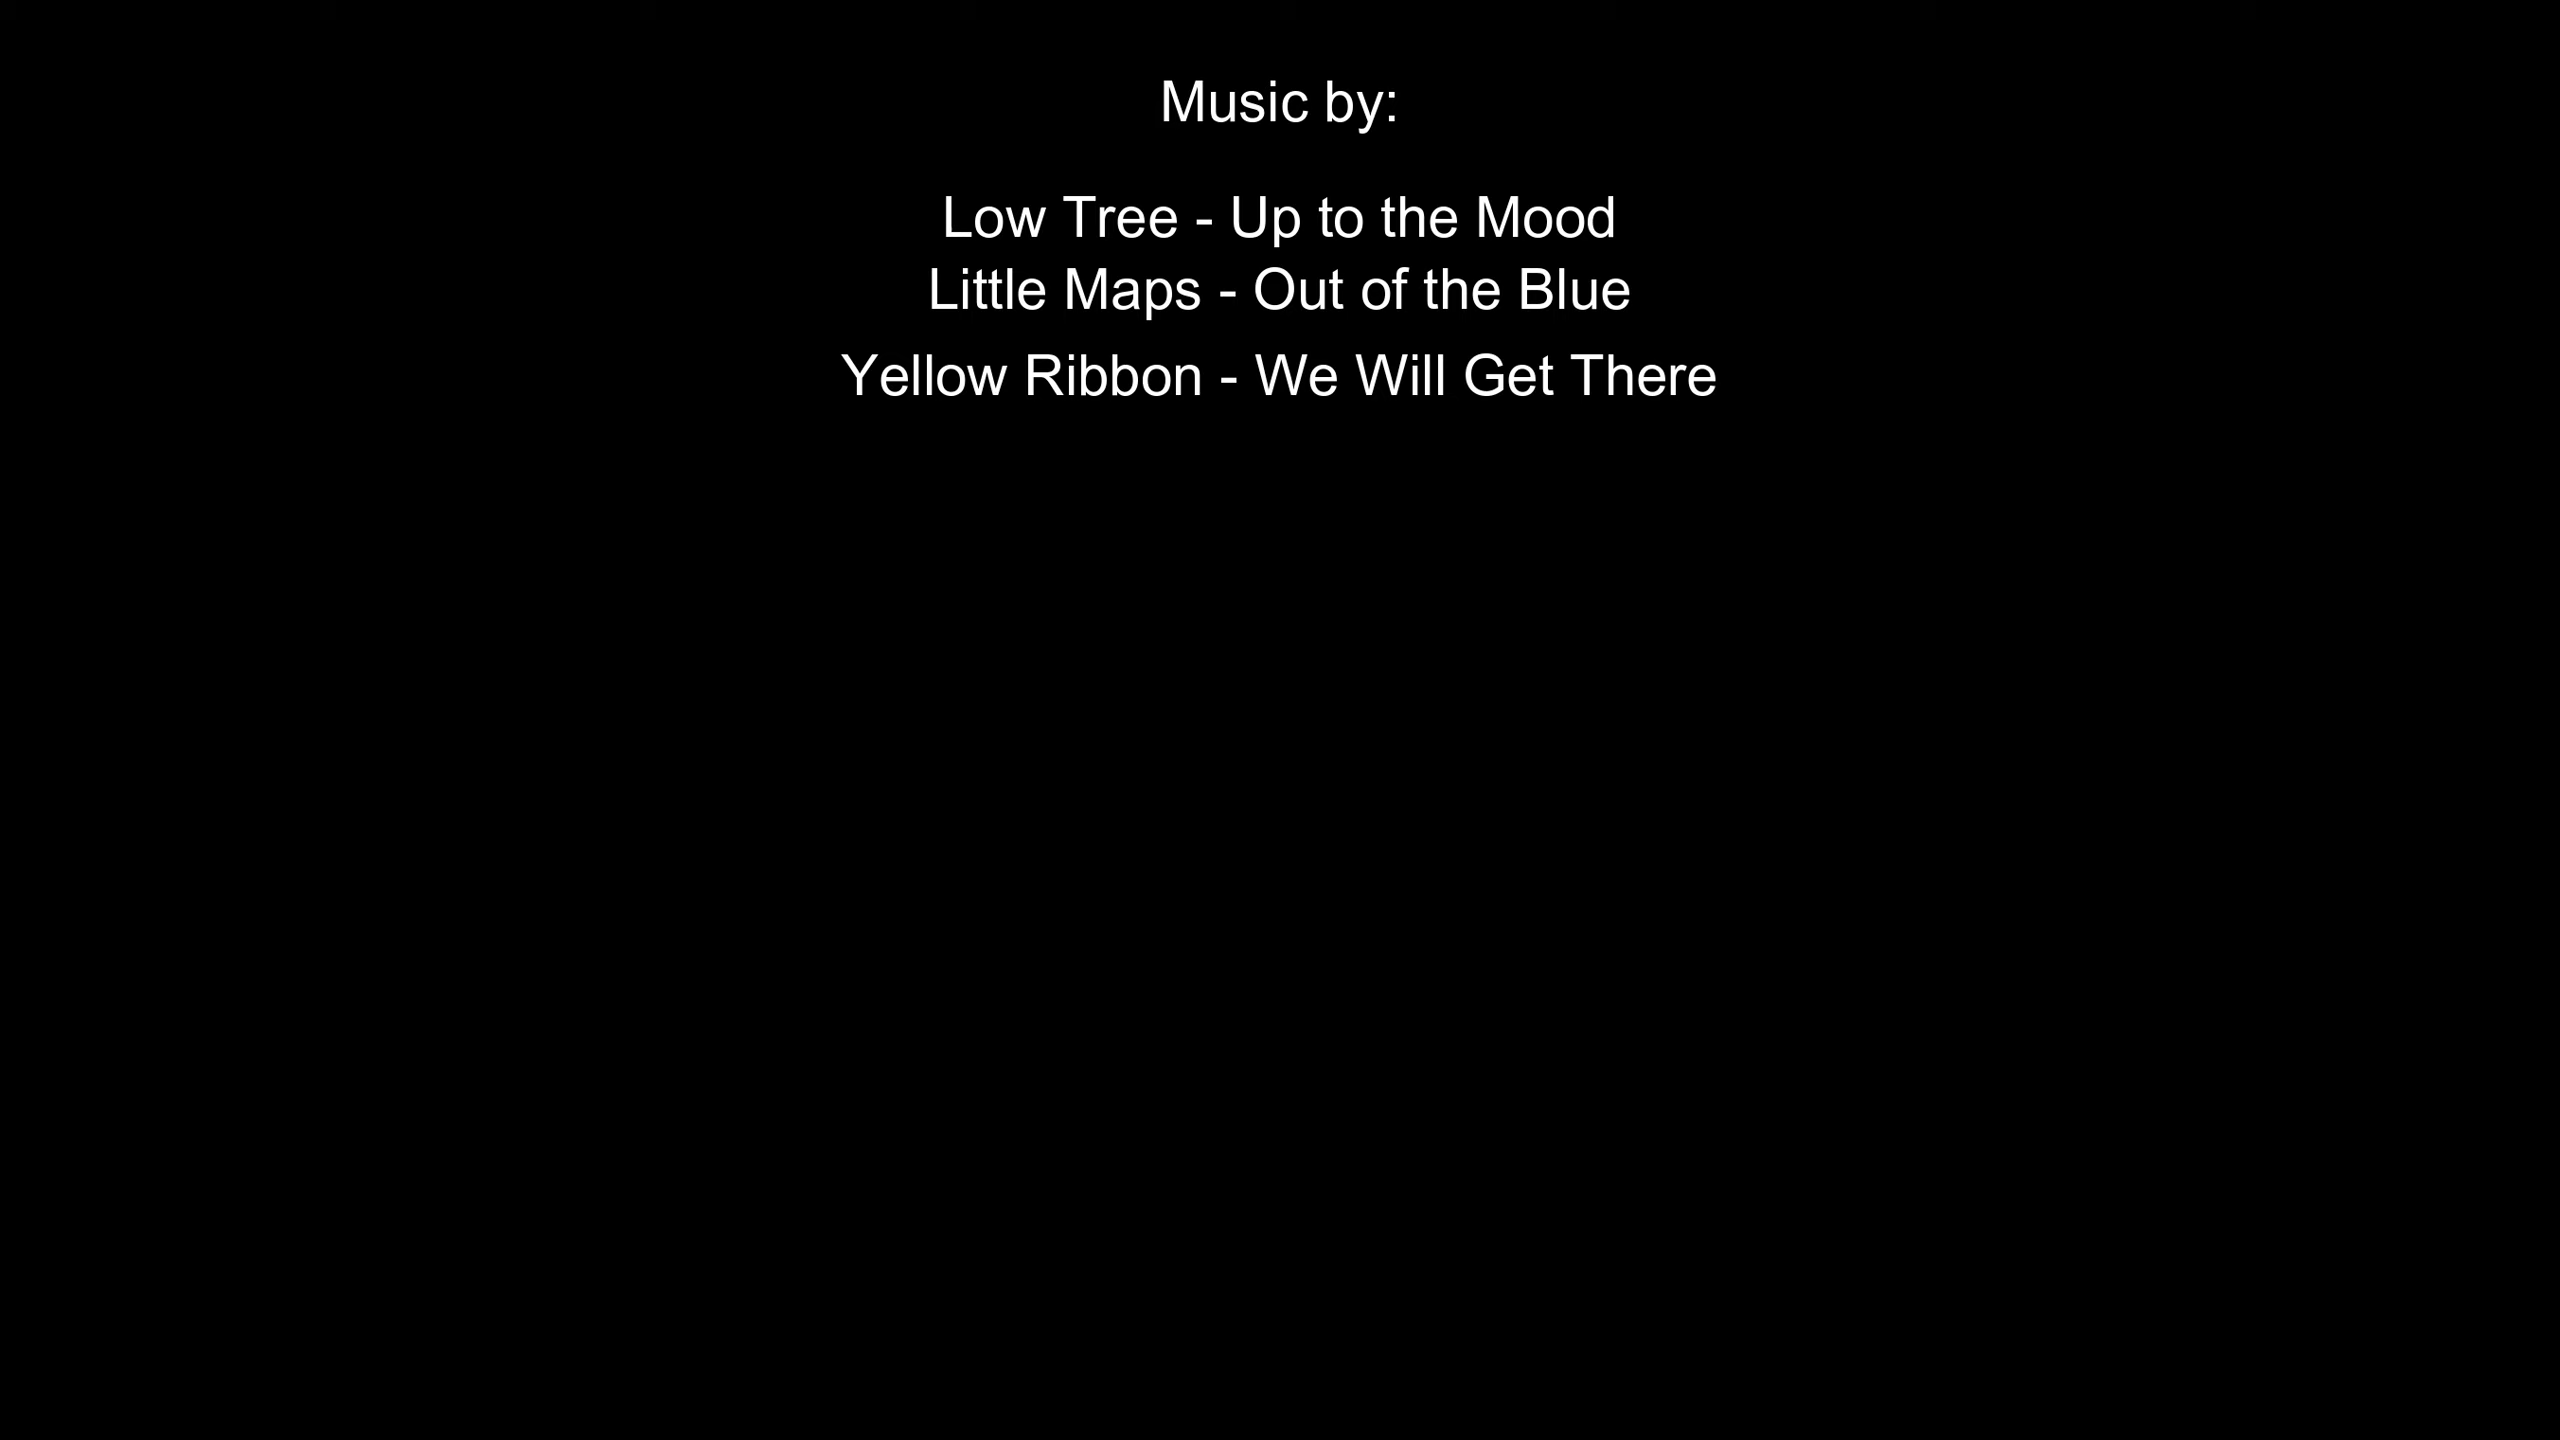 Music by:
Low Tree - Up to the Mood
Little Maps - Out of the Blue
Yellow Ribbon - We Will Get There